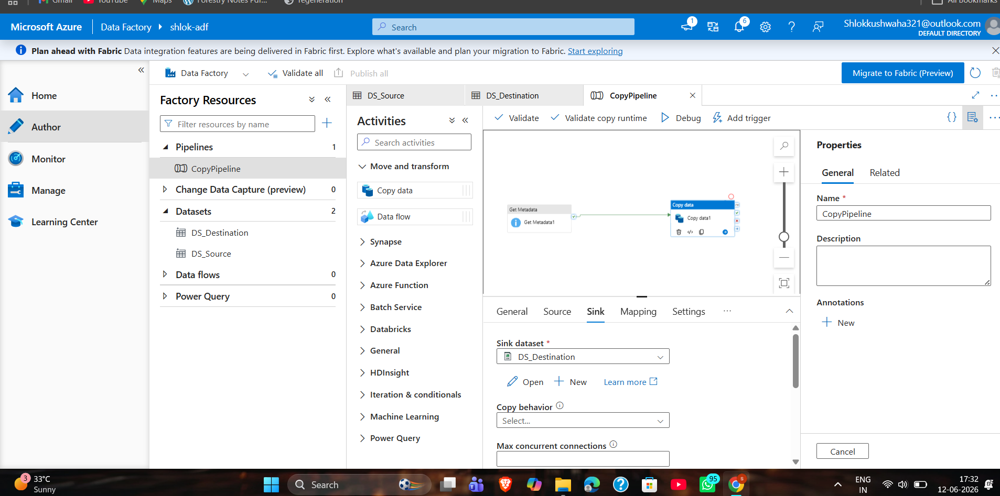 Gmail
YouTube
Maps
Forestry Notes Pdf...
regeneration
All Bookmarks
Microsoft Azure
Data Factory
shlok-adf
Search
1
6
Shlokkushwaha321@outlook.com
DEFAULT DIRECTORY
Plan ahead with Fabric Data integration features are being delivered in Fabric first. Explore what's available and plan your migration to Fabric. Start exploring
Data Factory
Validate all
Publish all
Migrate to Fabric (Preview)
Home
Author
Monitor
Manage
Learning Center
Factory Resources
Filter resources by name
Pipelines 1
CopyPipeline
Change Data Capture (preview) 0
Datasets 2
DS_Destination
DS_Source
Data flows 0
Power Query 0
DS_Source
DS_Destination
CopyPipeline
Activities
Search activities
Move and transform
Copy data
Data flow
Synapse
Azure Data Explorer
Azure Function
Batch Service
Databricks
General
HDInsight
Iteration & conditionals
Machine Learning
Power Query
Validate
Validate copy runtime
Debug
Add trigger
Get Metadata
Get Metadata1
Copy data
Copy data1
General
Source
Sink
Mapping
Settings
Sink dataset *
DS_Destination
Open
New
Learn more
Copy behavior
Select...
Max concurrent connections
Properties
General
Related
Name *
CopyPipeline
Description
Annotations
New
Cancel
3
33°C
Sunny
Search
95
ENG
IN
17:32
12-06-2026